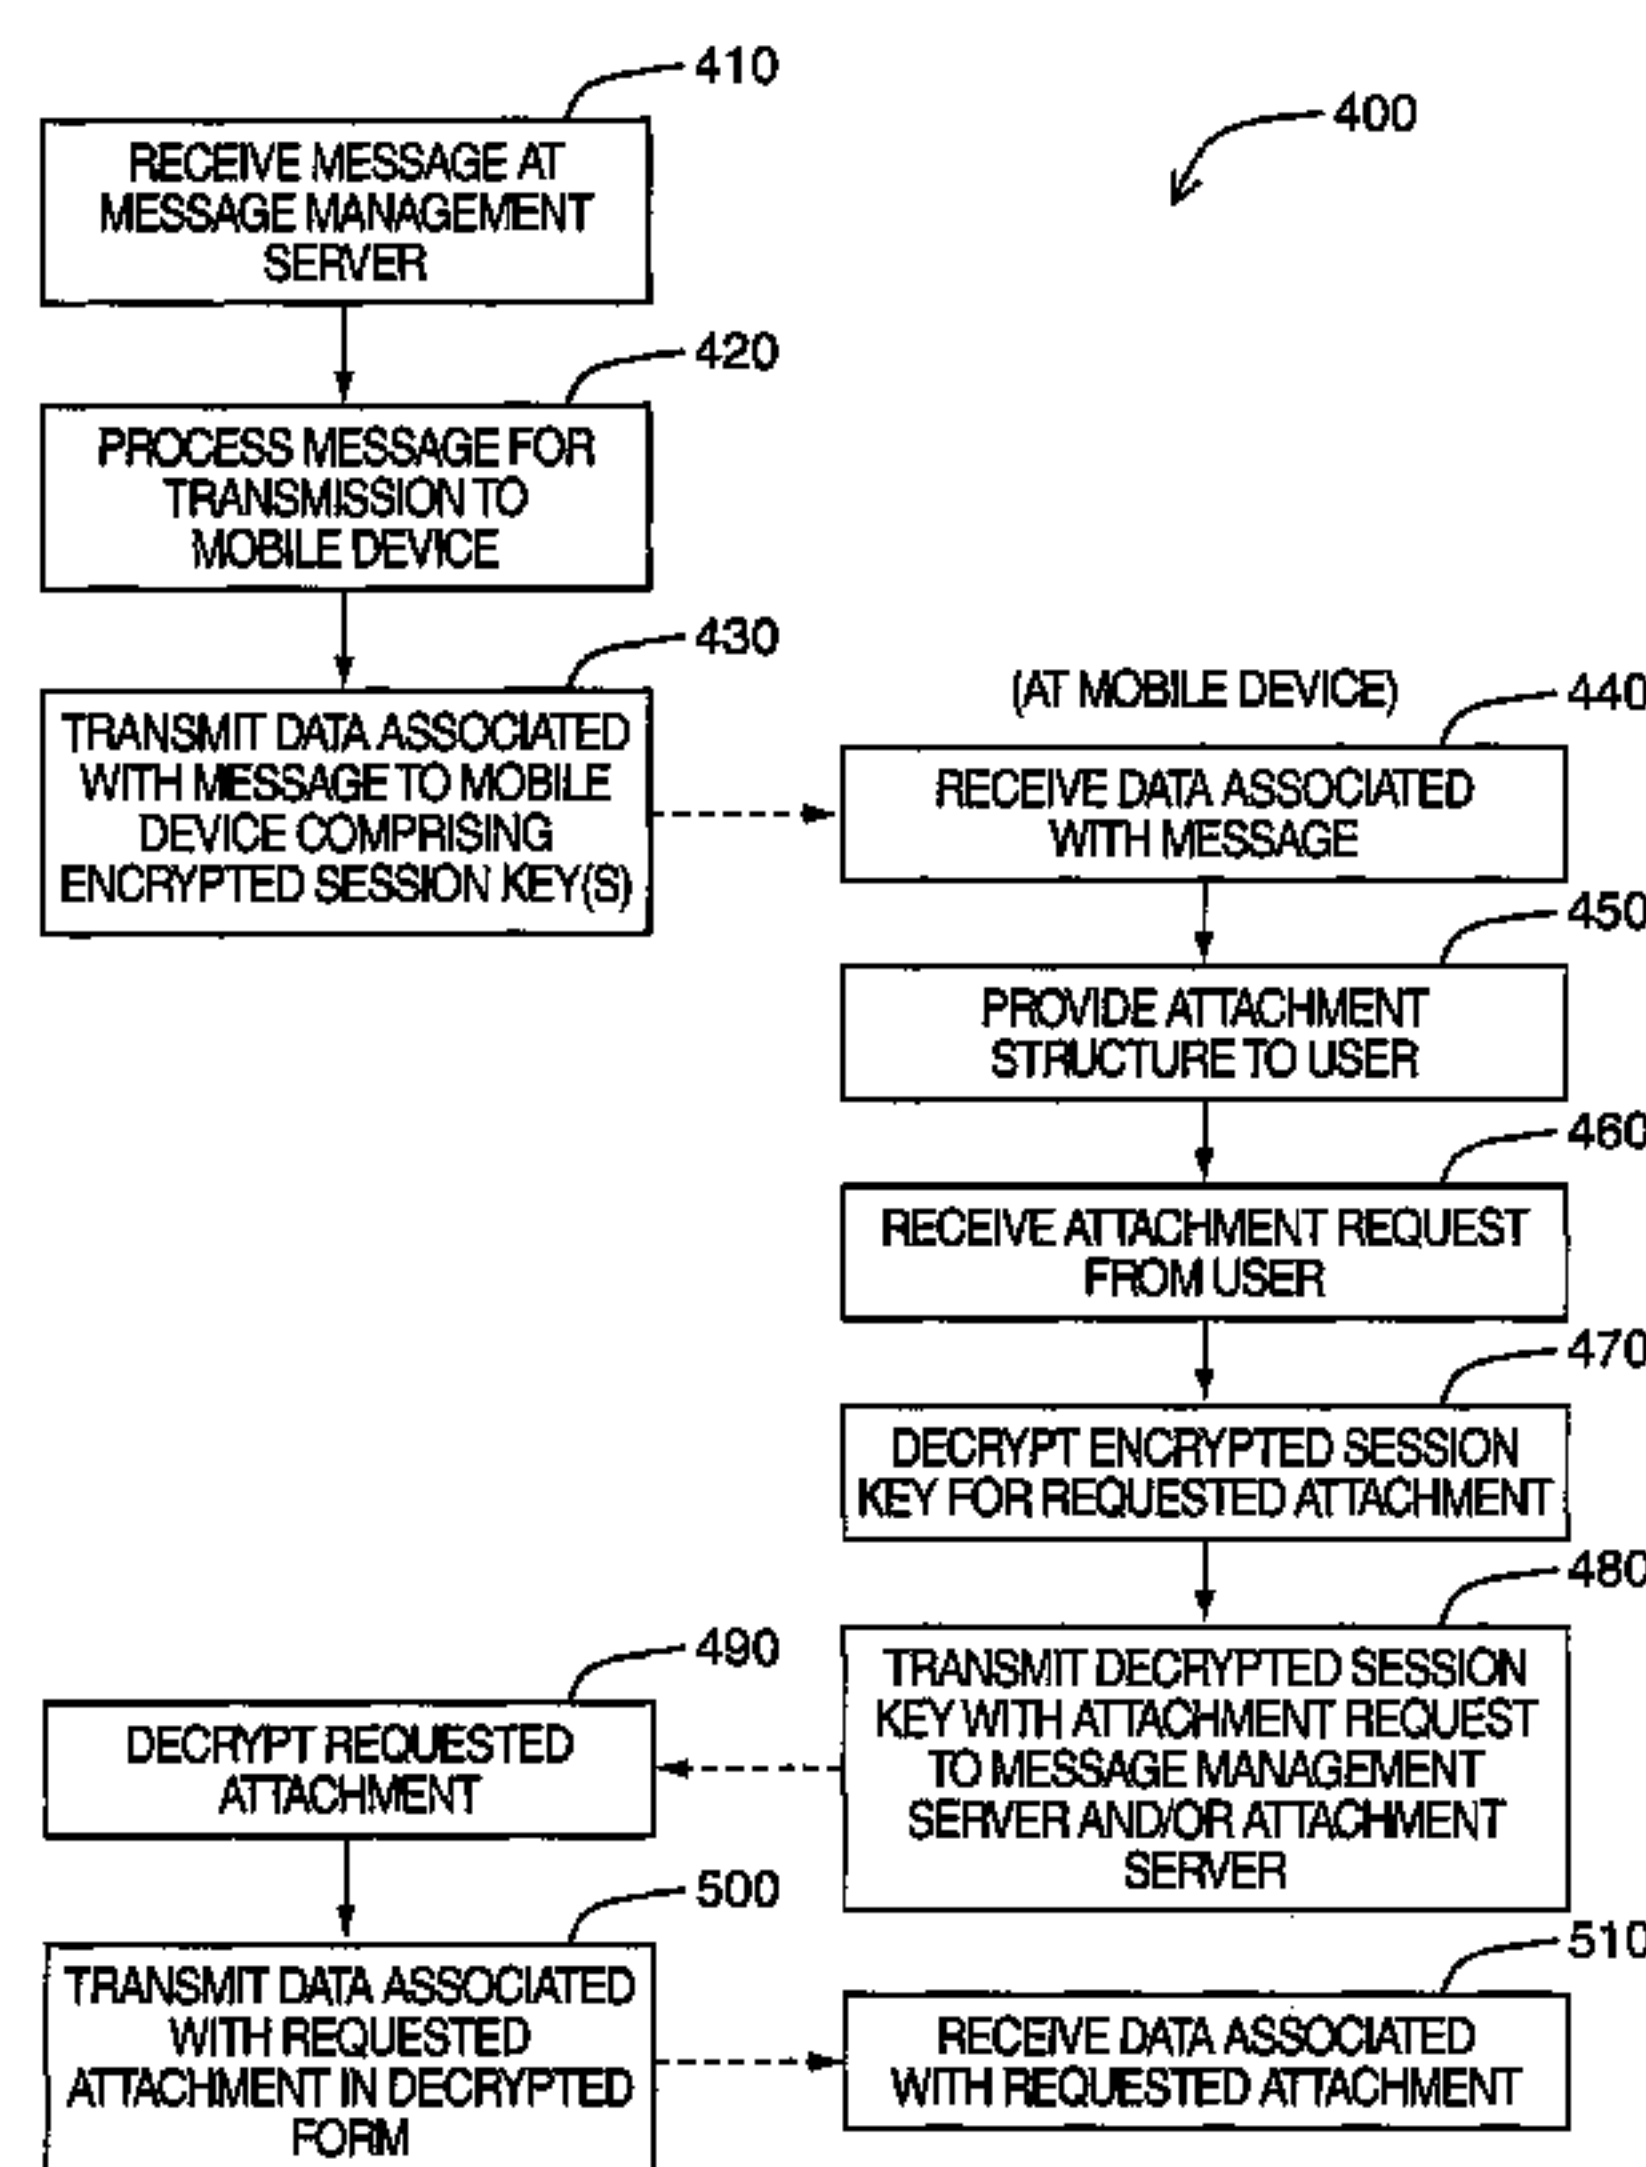 410
400
RECEIVE MESSAGE AT
MESSAGE MANAGEMENT
SERVER
420
PROCESS MESSAGE FOR
TRANSMISSION TO
MOBILE DEVICE
430
TRANSMIT DATA ASSOCIATED
WITH MESSAGE TO MOBILE
DEVICE COMPRISING
ENCRYPTED SESSION KEY(S)
(AT MOBILE DEVICE)
440
RECEIVE DATA ASSOCIATED
WITH MESSAGE
450
PROVIDE ATTACHMENT
STRUCTURE TO USER
460
RECEIVE ATTACHMENT REQUEST
FROM USER
470
DECRYPT ENCRYPTED SESSION
KEY FOR REQUESTED ATTACHMENT
480
TRANSMIT DECRYPTED SESSION
KEY WITH ATTACHMENT REQUEST
TO MESSAGE MANAGEMENT
SERVER AND/OR ATTACHMENT
SERVER
490
DECRYPT REQUESTED
ATTACHMENT
500
TRANSMIT DATA ASSOCIATED
WITH REQUESTED
ATTACHMENT IN DECRYPTED
FORM
510
RECEIVE DATA ASSOCIATED
WITH REQUESTED ATTACHMENT